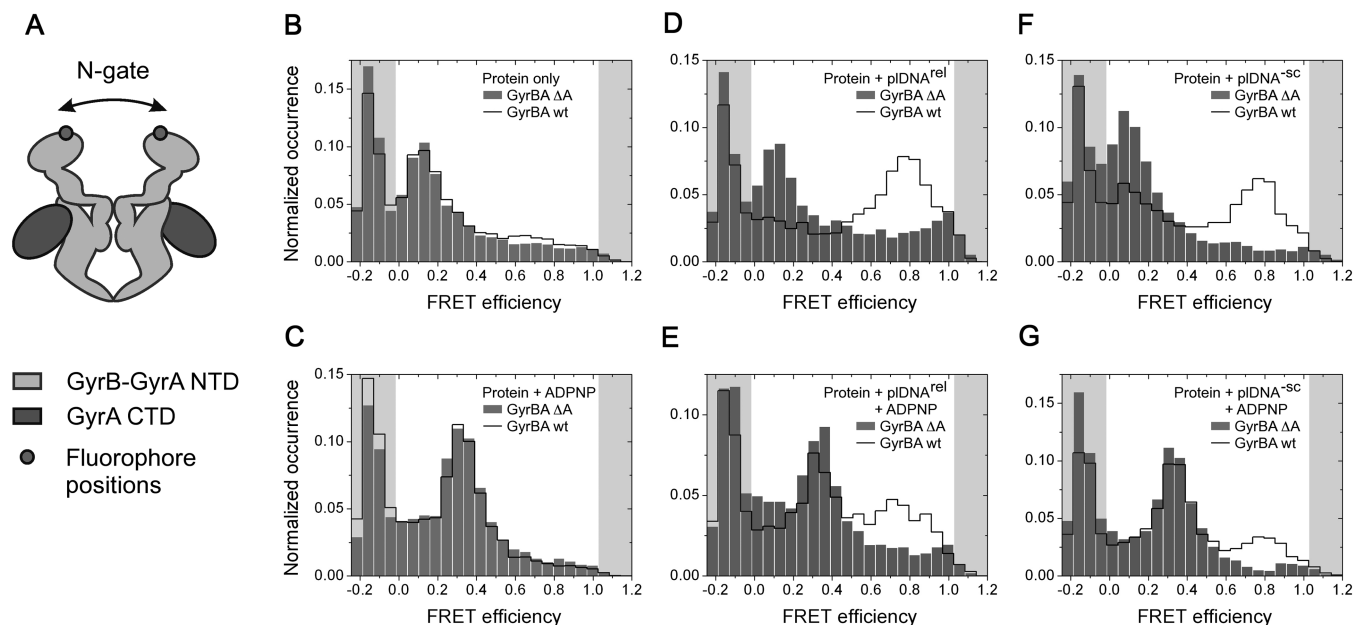 A
N-gate
GyrB-GyrA NTD
GyrA CTD
Fluorophore
positions
B
Protein only
GyrBA ΔA
GyrBA wt
0.15
0.10
0.05
0.00
-0.2 0.0 0.2 0.4 0.6 0.8 1.0 1.2
Normalized occurrence
FRET efficiency
C
Protein + ADPNP
GyrBA ΔA
GyrBA wt
0.15
0.10
0.05
0.00
-0.2 0.0 0.2 0.4 0.6 0.8 1.0 1.2
Normalized occurrence
FRET efficiency
D
Protein + plDNA^rel
GyrBA ΔA
GyrBA wt
0.15
0.10
0.05
0.00
-0.2 0.0 0.2 0.4 0.6 0.8 1.0 1.2
FRET efficiency
E
Protein + plDNA^rel
+ ADPNP
GyrBA ΔA
GyrBA wt
0.10
0.05
0.00
-0.2 0.0 0.2 0.4 0.6 0.8 1.0 1.2
FRET efficiency
F
Protein + plDNA^-sc
GyrBA ΔA
GyrBA wt
0.15
0.10
0.05
0.00
-0.2 0.0 0.2 0.4 0.6 0.8 1.0 1.2
FRET efficiency
G
Protein + plDNA^-sc
+ ADPNP
GyrBA ΔA
GyrBA wt
0.15
0.10
0.05
0.00
-0.2 0.0 0.2 0.4 0.6 0.8 1.0 1.2
FRET efficiency